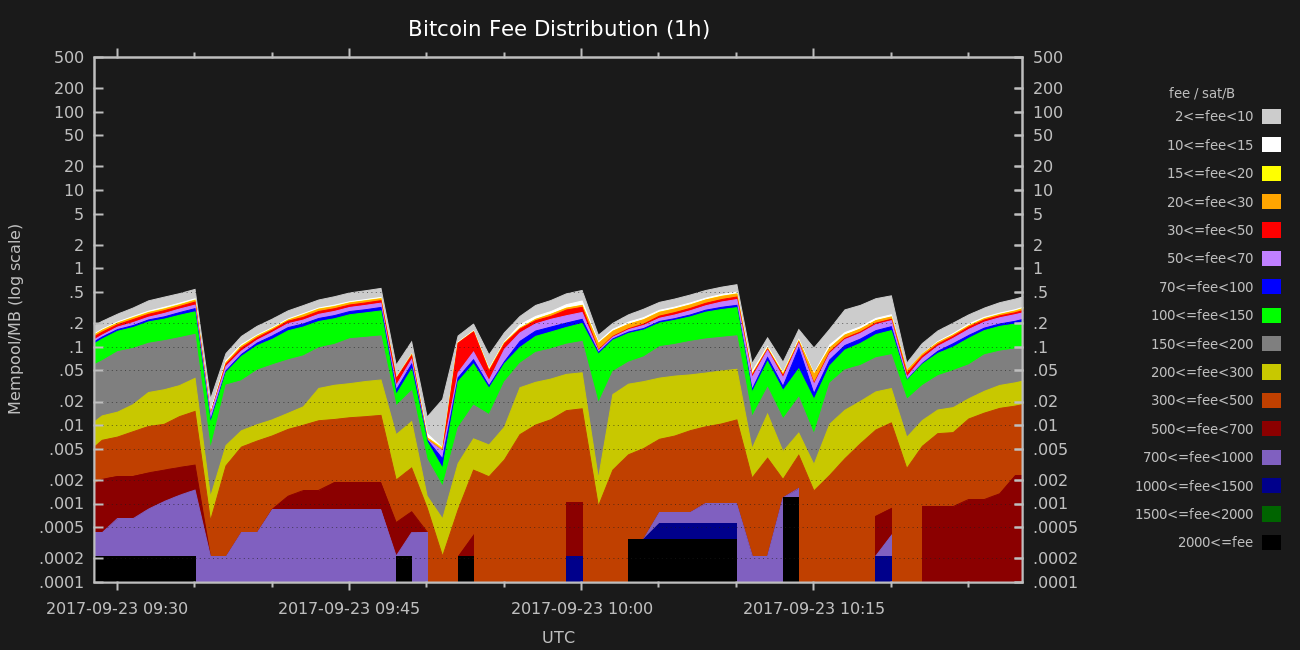 Bitcoin Fee Distribution (1h)
Mempool/MB (log scale)
500
200
100
50
20
10
5
2
1
.5
.2
.1
.05
.02
.01
.005
.002
.001
.0005
.0002
.0001
500
200
100
50
20
10
5
2
1
.5
.2
.1
.05
.02
.01
.005
.002
.001
.0005
.0002
.0001
2017-09-23 09:30
2017-09-23 09:45
2017-09-23 10:00
2017-09-23 10:15
UTC
fee / sat/B
2<=fee<10
10<=fee<15
15<=fee<20
20<=fee<30
30<=fee<50
50<=fee<70
70<=fee<100
100<=fee<150
150<=fee<200
200<=fee<300
300<=fee<500
500<=fee<700
700<=fee<1000
1000<=fee<1500
1500<=fee<2000
2000<=fee